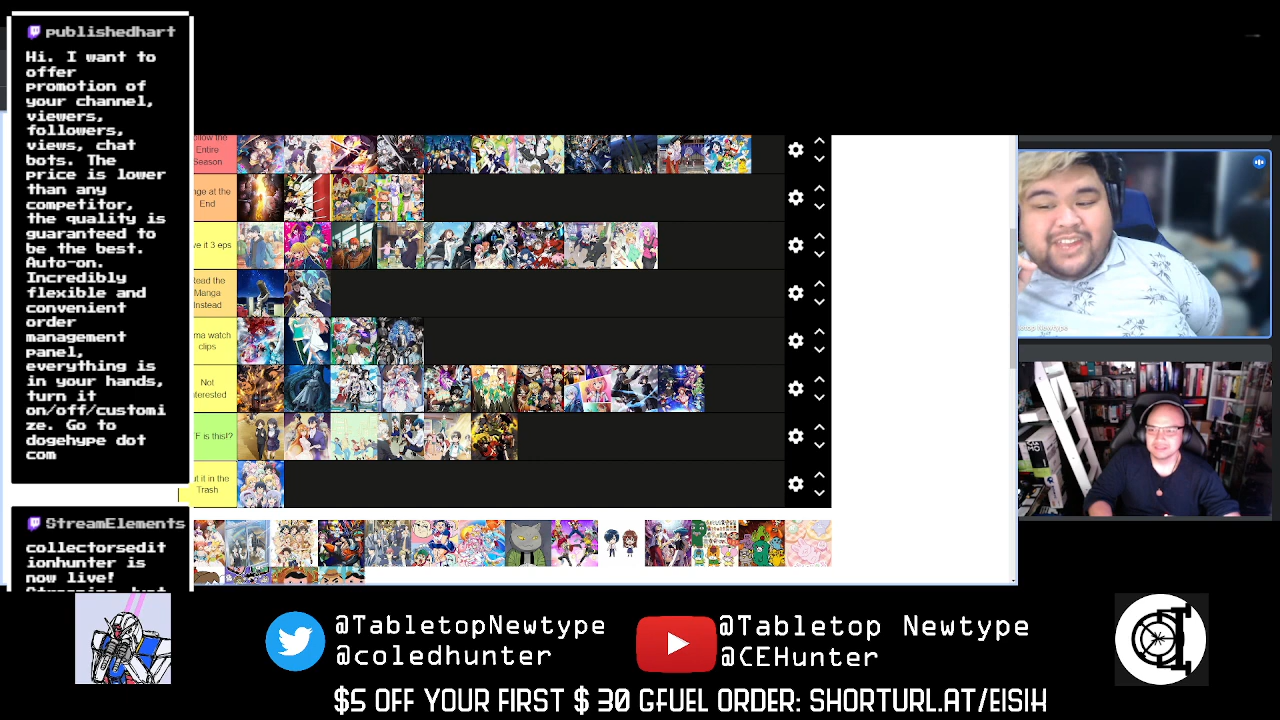 publishedhart
Hi. I want to
offer
promotion of
your channel,
viewers,
followers,
views, chat
bots. The
price is lower
than any
competitor,
the quality is
guaranteed to
be the best.
Auto-on.
Incredibly
flexible and
convenient
order
management
panel,
everything is
in your hands,
turn it
on/off/customi
ze. Go to
dogehype dot
com
StreamElements
collectorsedit
ionhunter is
now live!
Entire
Season
nge at the
End
ve it 3 eps
Read the
Manga
Instead
ma watch
clips
Not
nterested
F is this!?
ut it in the
Trash
@TabletopNewtype
@coledhunter
@Tabletop Newtype
@CEHunter
$5 OFF YOUR FIRST $ 30 GFUEL ORDER: SHORTURL.AT/EISIH